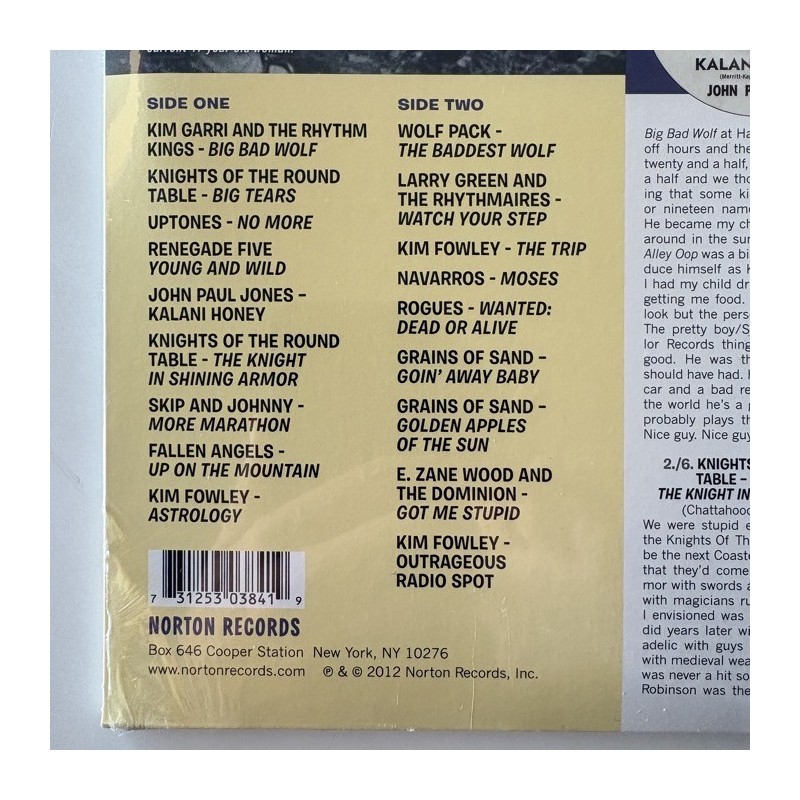 SIDE ONE
KIM GARRI AND THE RHYTHM
KINGS - BIG BAD WOLF
KNIGHTS OF THE ROUND
TABLE - BIG TEARS
UPTONES - NO MORE
RENEGADE FIVE
YOUNG AND WILD
JOHN PAUL JONES –
KALANI HONEY
KNIGHTS OF THE ROUND
TABLE - THE KNIGHT
IN SHINING ARMOR
SKIP AND JOHNNY -
MORE MARATHON
FALLEN ANGELS -
UP ON THE MOUNTAIN
KIM FOWLEY -
ASTROLOGY
SIDE TWO
WOLF PACK -
THE BADDEST WOLF
LARRY GREEN AND
THE RHYTHMAIRES -
WATCH YOUR STEP
KIM FOWLEY - THE TRIP
NAVARROS - MOSES
ROGUES - WANTED:
DEAD OR ALIVE
GRAINS OF SAND –
GOIN' AWAY BABY
GRAINS OF SAND –
GOLDEN APPLES
OF THE SUN
E. ZANE WOOD AND
THE DOMINION -
GOT ME STUPID
KIM FOWLEY -
OUTRAGEOUS
RADIO SPOT
7 31253 03841 9
NORTON RECORDS
Box 646 Cooper Station New York, NY 10276
www.nortonrecords.com ℗ & © 2012 Norton Records, Inc.
KALAN
JOHN P
Big Bad Wolf at Ha
off hours and the
twenty and a half,
a half and we tho
ing that some ki
or nineteen nam
He became my ch
around in the sun
Alley Oop was a bi
duce himself as K
I had my child dr
getting me food.
look but the pers
The pretty boy/S
lor Records thing
good. He was th
should have had.
car and a bad re
the world he's a
probably plays th
Nice guy. Nice guy
2./6. KNIGHTS
TABLE -
THE KNIGHT IN
(Chattahooc
We were stupid e
the Knights Of Th
be the next Coaste
that they'd come
mor with swords a
with magicians ru
I envisioned was
did years later wi
adelic with guys
with medieval wea
was never a hit so
Robinson was the